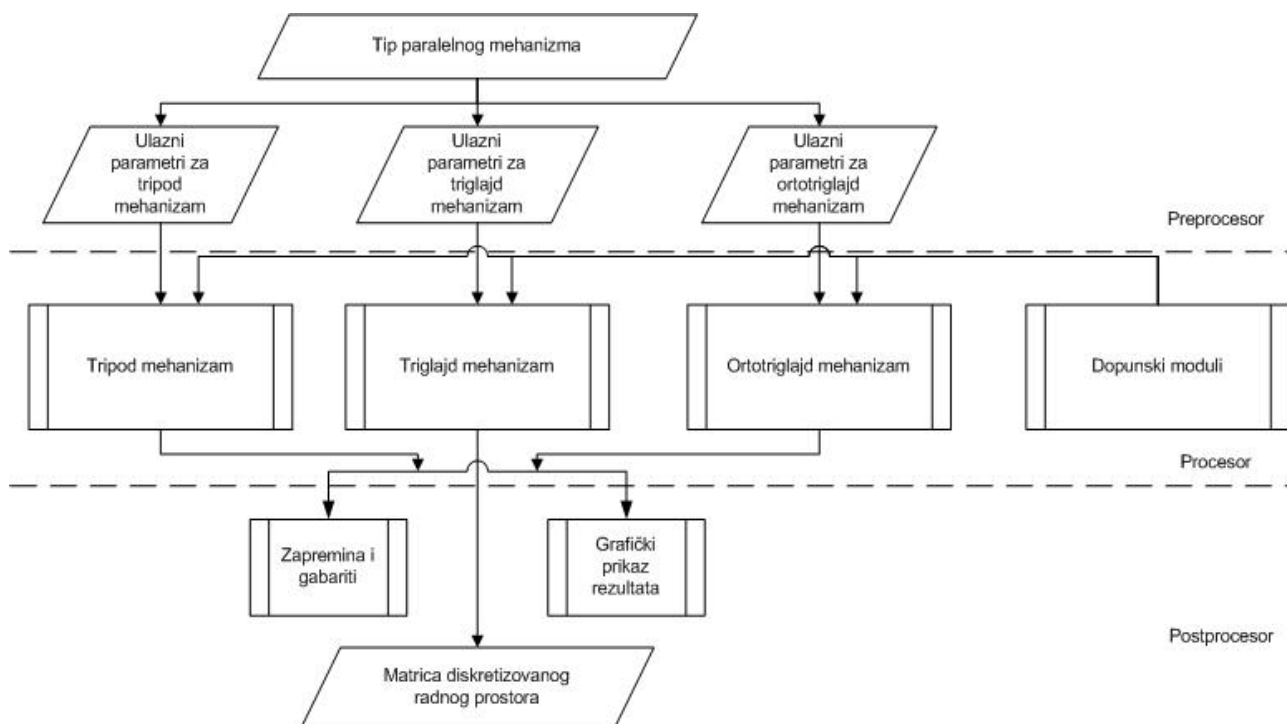 Tip paralelnog mehanizma
Ulazni
parametri za
tripod
mehanizam
Ulazni
parametri za
triglajd
mehanizam
Ulazni
parametri za
ortotriglajd
mehanizam
Preprocesor
Tripod mehanizam
Triglajd mehanizam
Ortotriglajd mehanizam
Dopunski moduli
Procesor
Zapremina i
gabariti
Grafički
prikaz
rezultata
Postprocesor
Matrica diskretizovanog
radnog prostora